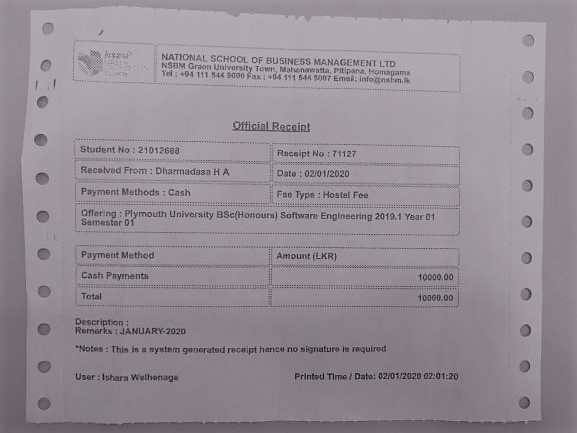 NATIONAL SCHOOL OF BUSINESS MANAGEMENT LTD
NSBM Green University Town, Mahenawatta, Pitipana, Homagama
Tel : +94 111 544 5000 Fax : +94 111 544 5007 Email: info@nsbm.lk
Official Receipt
Student No : 21012688
Receipt No : 71127
Received From : Dharmadasa H A
Date : 02/01/2020
Payment Methods : Cash
Fee Type : Hostel Fee
Offering : Plymouth University BSc(Honours) Software Engineering 2019.1 Year 01
Semester 01
Payment Method
Amount (LKR)
Cash Payments
10000.00
Total
10000.00
Description :
Remarks : JANUARY-2020
*Notes : This is a system generated receipt hence no signature is required
User : Ishara Welhenage
Printed Time / Date: 02/01/2020 02:01:20